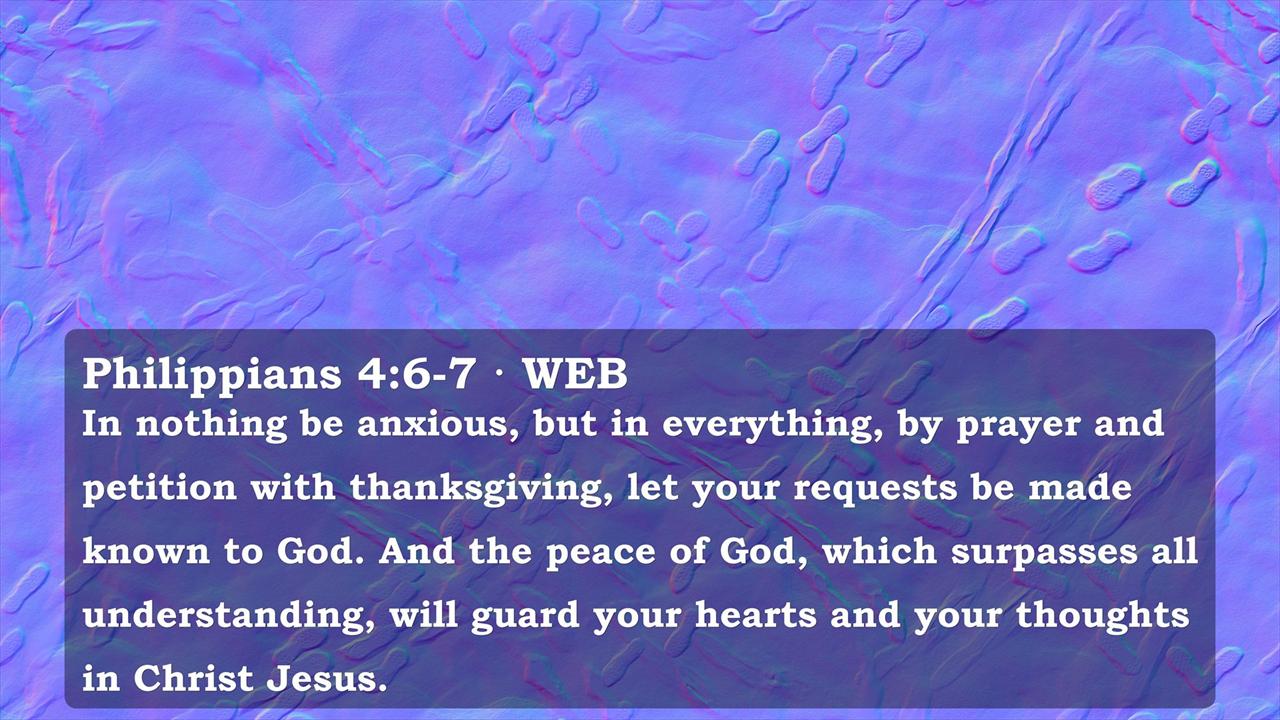 Philippians 4:6-7 · WEB
In nothing be anxious, but in everything, by prayer and
petition with thanksgiving, let your requests be made
known to God. And the peace of God, which surpasses all
understanding, will guard your hearts and your thoughts
in Christ Jesus.